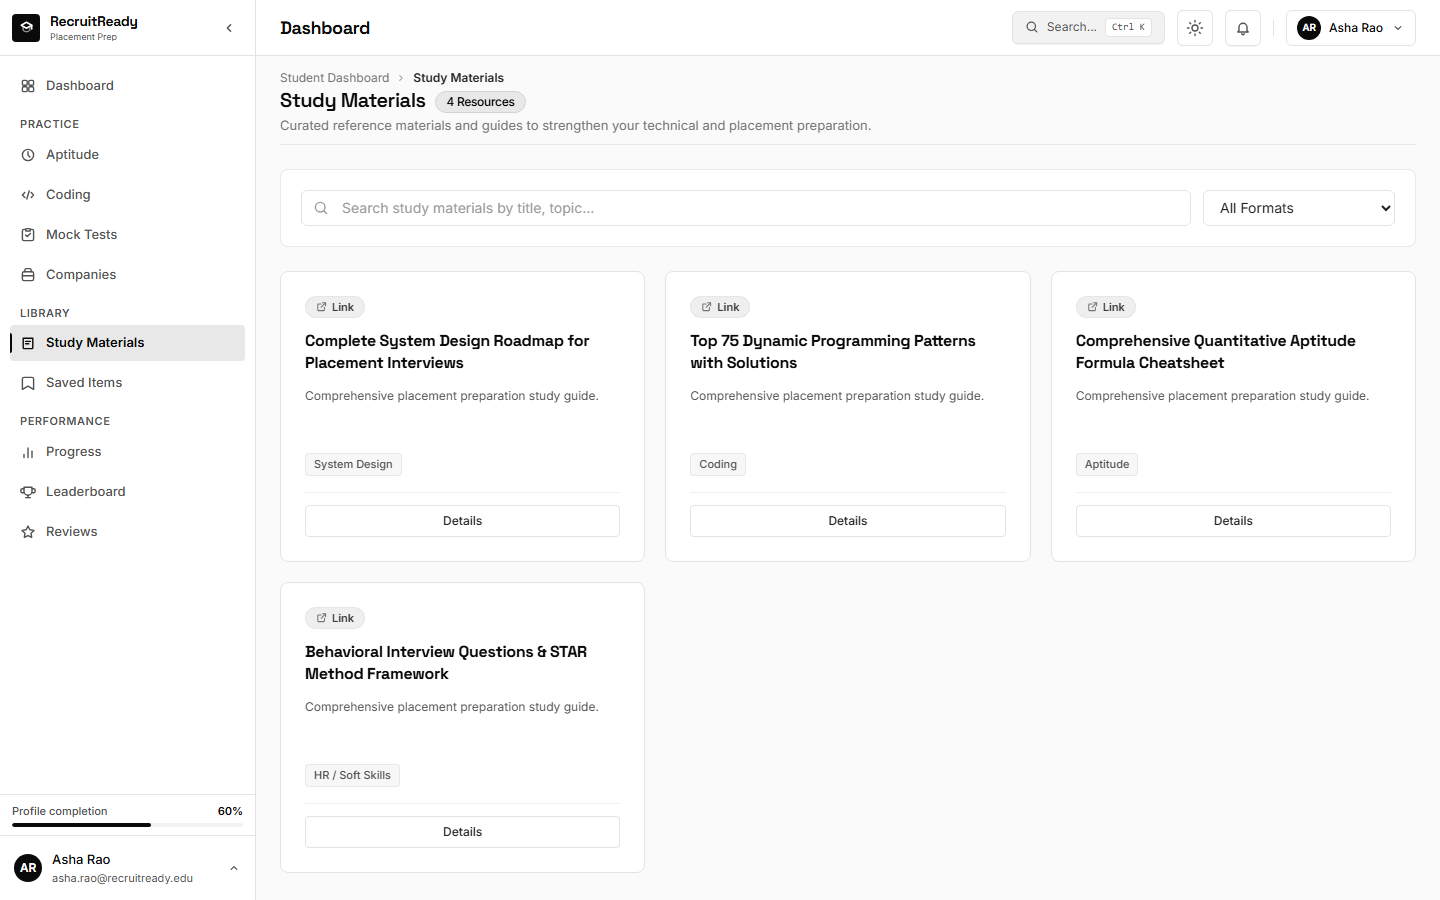 RecruitReady
Placement Prep
Dashboard
PRACTICE
Aptitude
Coding
Mock Tests
Companies
LIBRARY
Study Materials
Saved Items
PERFORMANCE
Progress
Leaderboard
Reviews
Profile completion 60%
AR
Asha Rao
asha.rao@recruitready.edu
Dashboard
Search... Ctrl K
AR Asha Rao
Student Dashboard > Study Materials
Study Materials 4 Resources
Curated reference materials and guides to strengthen your technical and placement preparation.
Search study materials by title, topic...
All Formats
Link
Complete System Design Roadmap for
Placement Interviews
Comprehensive placement preparation study guide.
System Design
Details
Link
Top 75 Dynamic Programming Patterns
with Solutions
Comprehensive placement preparation study guide.
Coding
Details
Link
Comprehensive Quantitative Aptitude
Formula Cheatsheet
Comprehensive placement preparation study guide.
Aptitude
Details
Link
Behavioral Interview Questions & STAR
Method Framework
Comprehensive placement preparation study guide.
HR / Soft Skills
Details